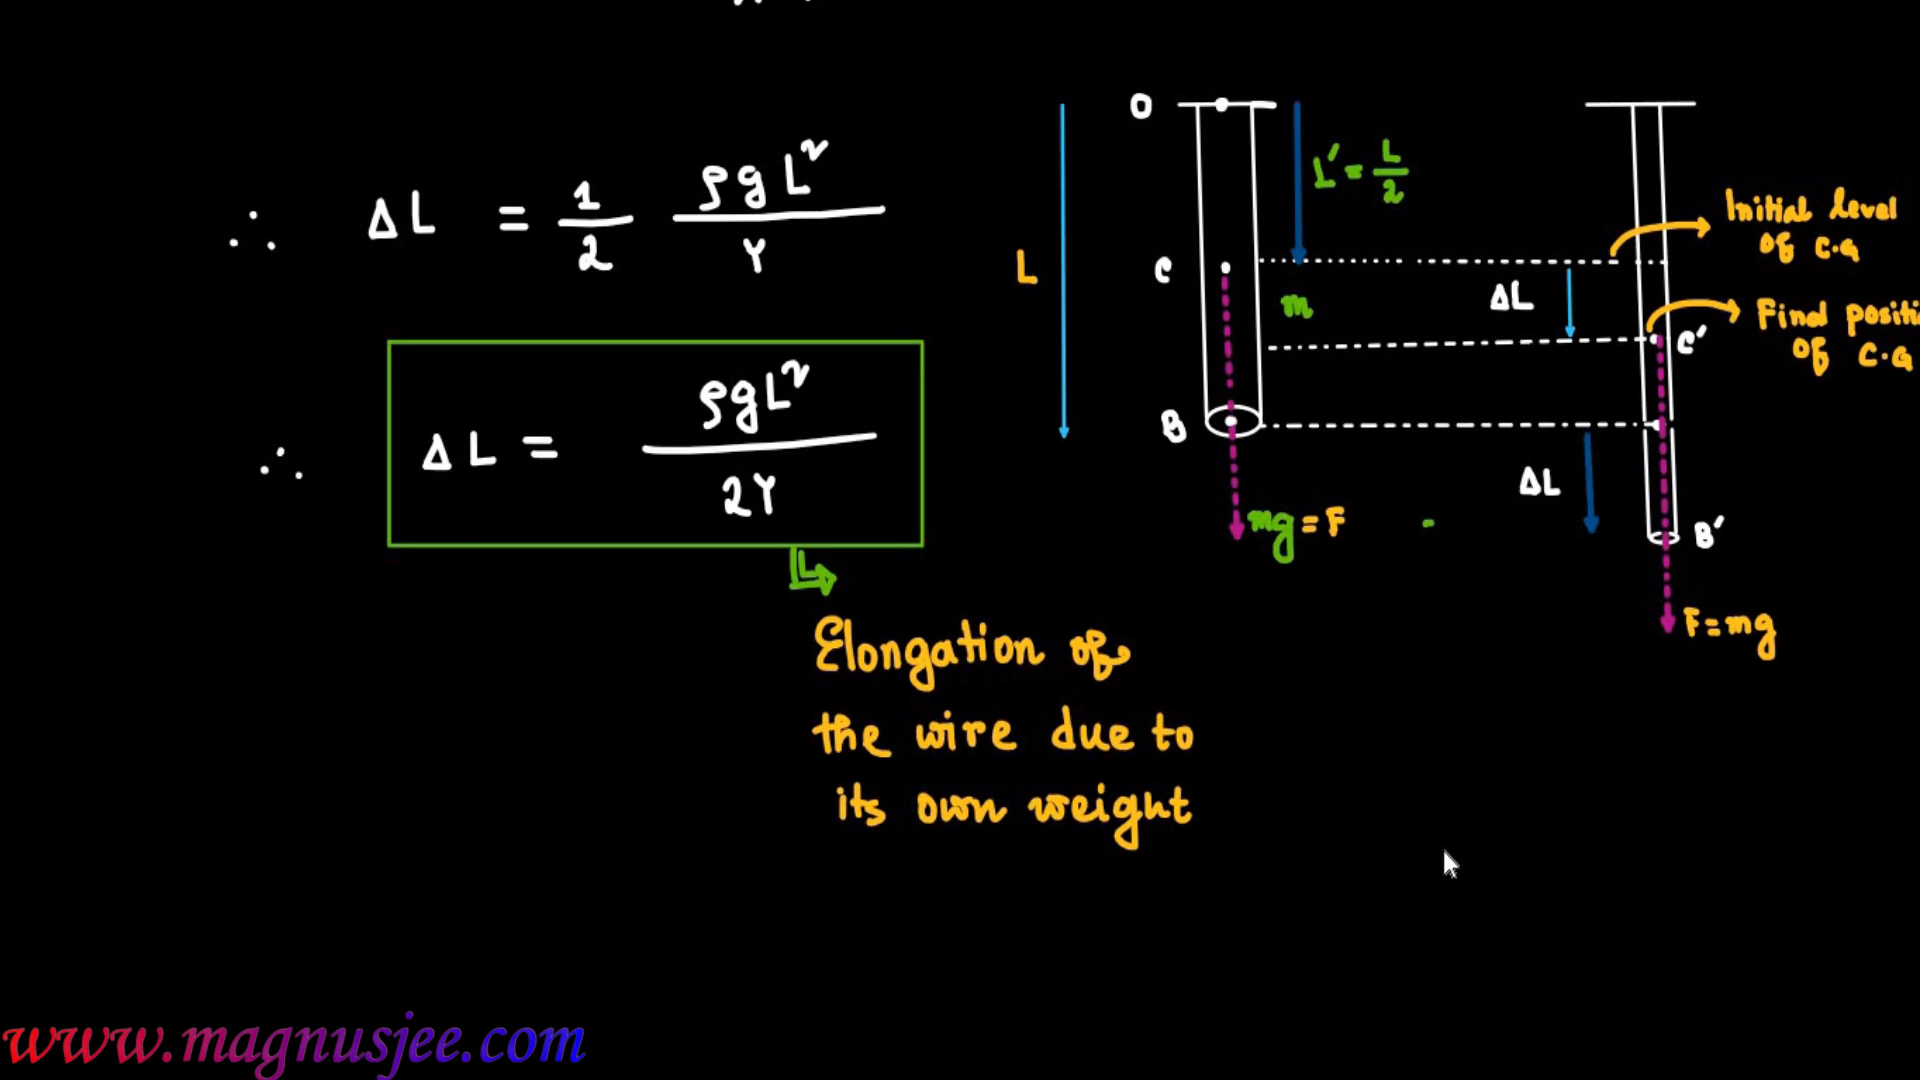 ∴ ΔL = 1/2 ρgL²/Y
∴ ΔL = ρgL²/2Y
Elongation of
the wire due to
its own weight
O
L' = L/2
L
C
m
ΔL
Initial level
of C.G
Final positi
of C.G
C'
B
ΔL
B'
mg = F
F = mg
www.magnusjee.com